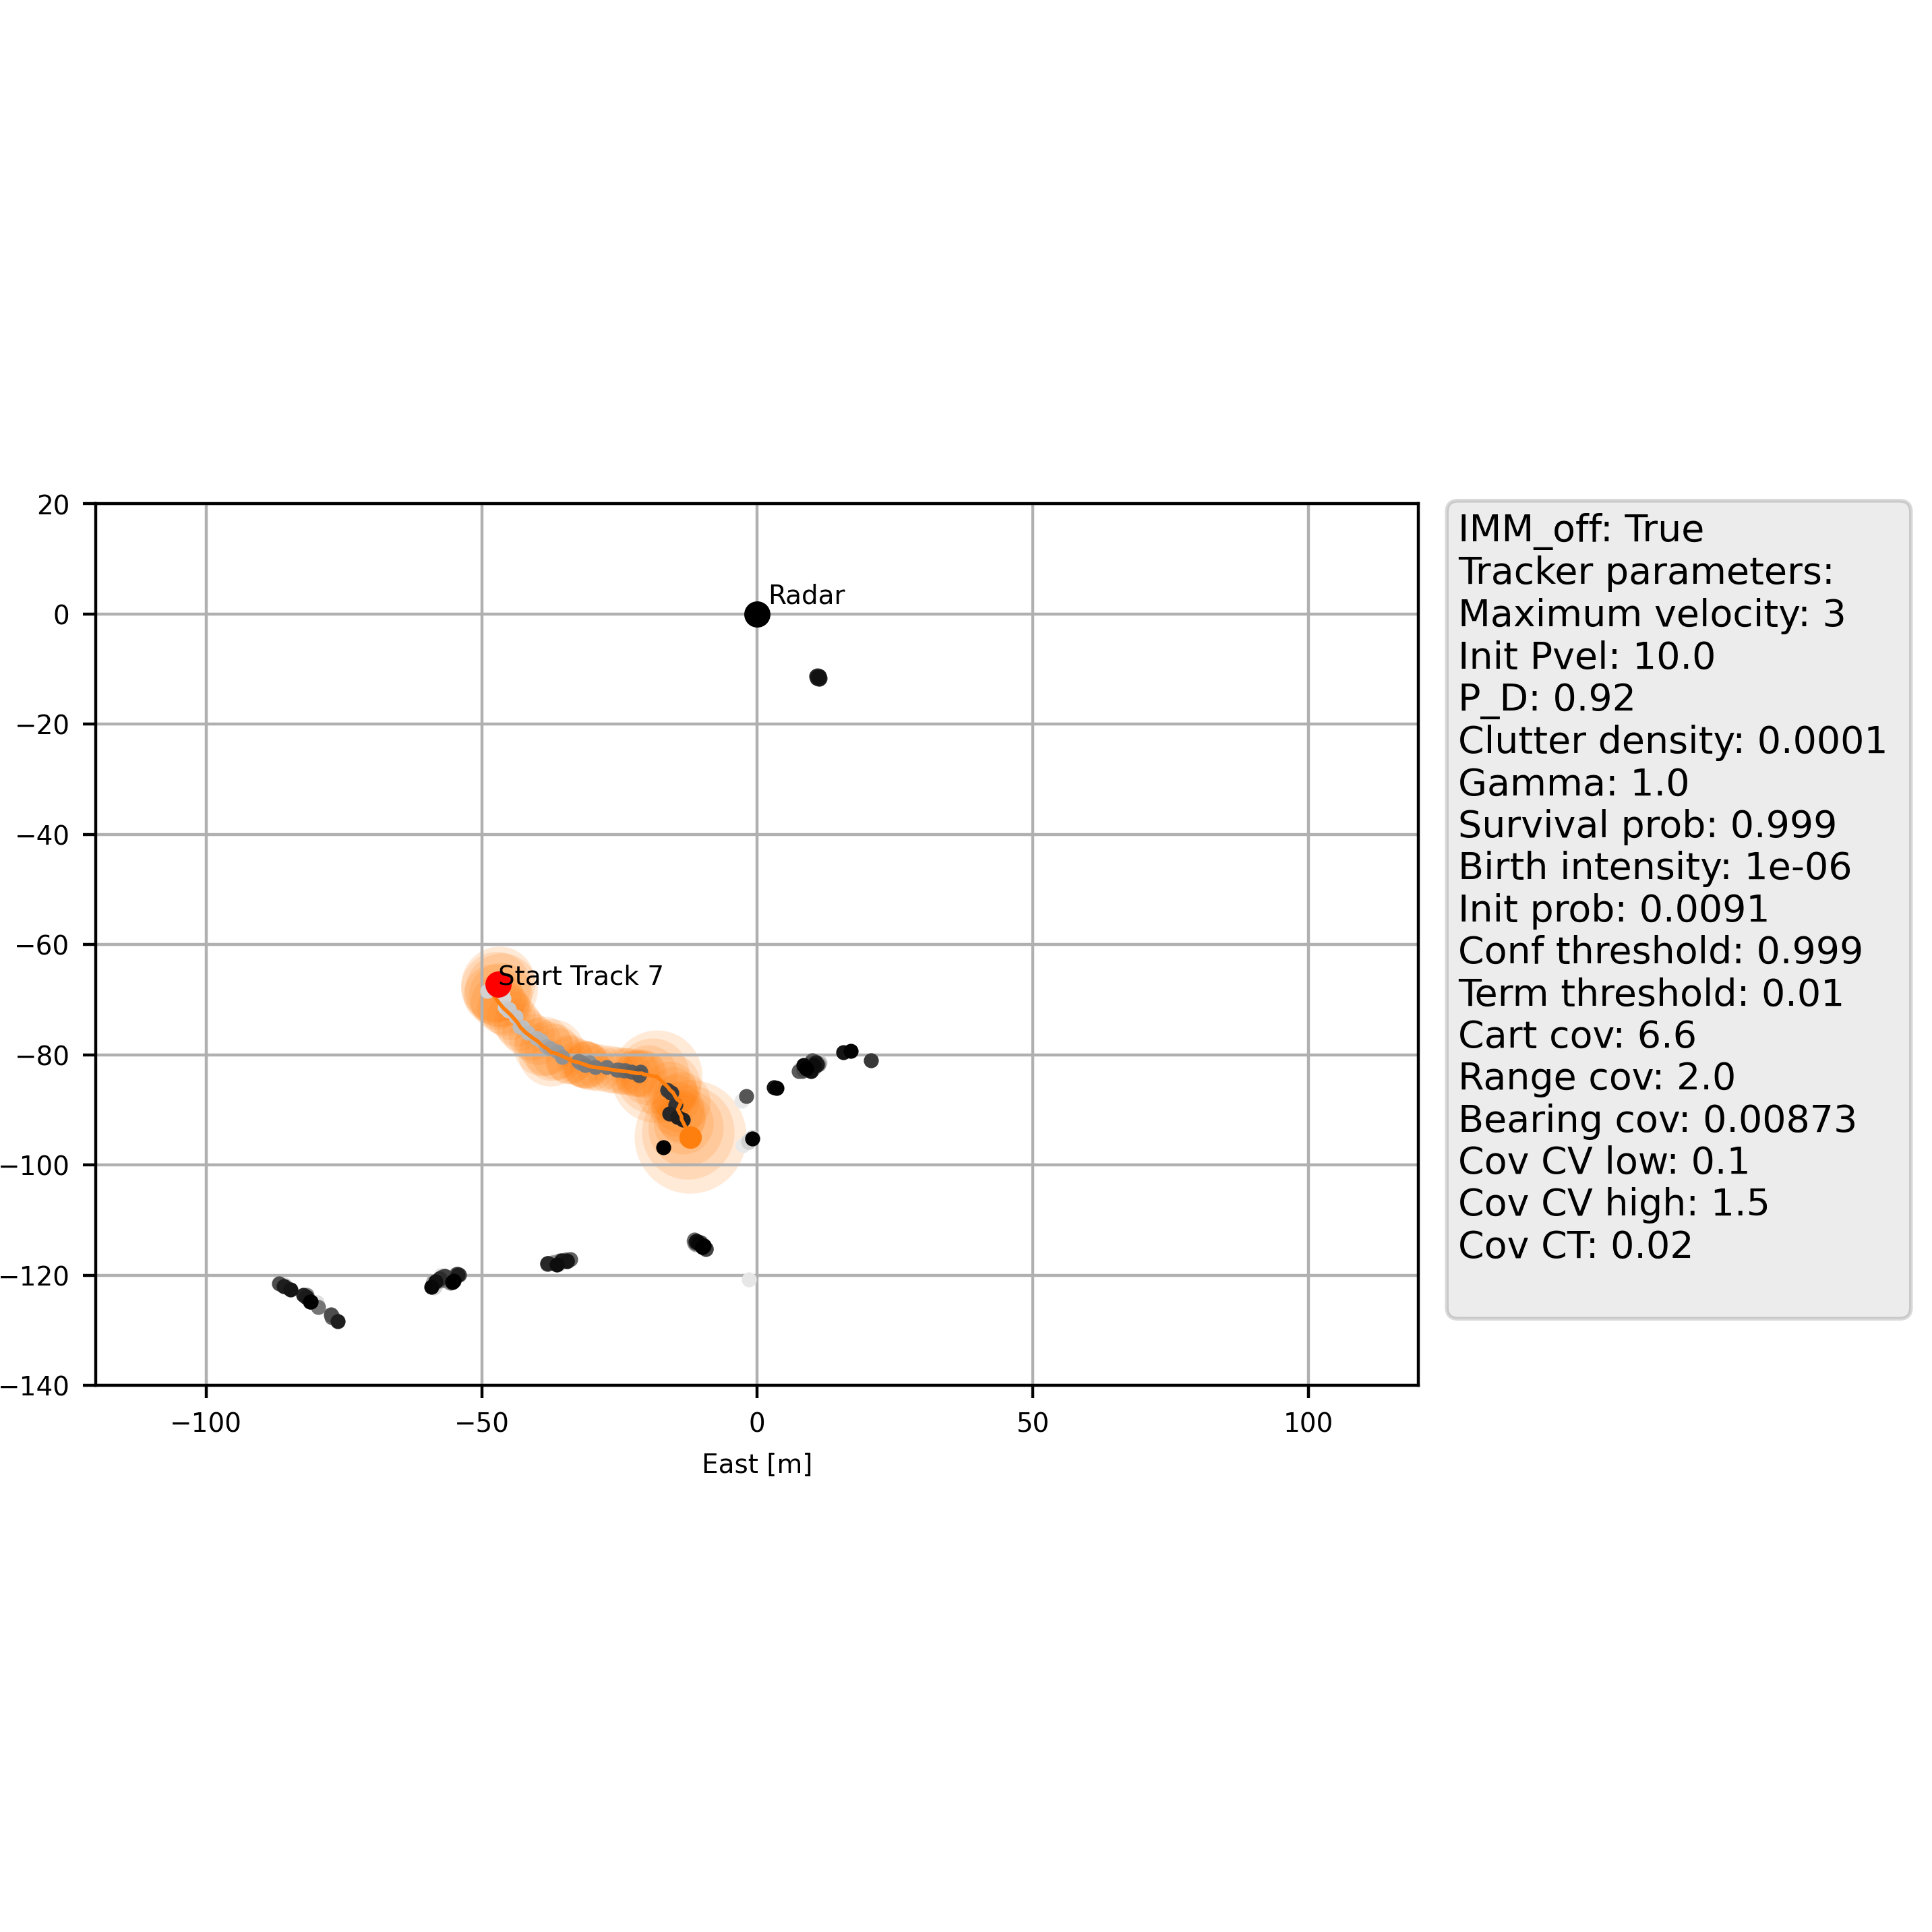 20
0
−20
−40
−60
−80
−100
−120
−140
−100
−50
0
50
100
East [m]
Radar
Start Track 7
IMM_off: True
Tracker parameters:
Maximum velocity: 3
Init Pvel: 10.0
P_D: 0.92
Clutter density: 0.0001
Gamma: 1.0
Survival prob: 0.999
Birth intensity: 1e-06
Init prob: 0.0091
Conf threshold: 0.999
Term threshold: 0.01
Cart cov: 6.6
Range cov: 2.0
Bearing cov: 0.00873
Cov CV low: 0.1
Cov CV high: 1.5
Cov CT: 0.02